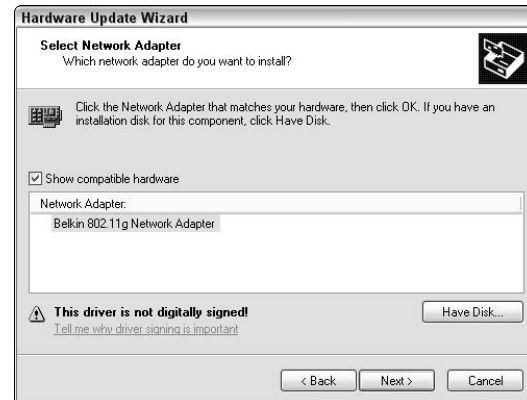 Hardware Update Wizard
Select Network Adapter
Which network adapter do you want to install?
Click the Network Adapter that matches your hardware, then click OK. If you have an
installation disk for this component, click Have Disk.
Show compatible hardware
Network Adapter:
Belkin 802.11g Network Adapter
This driver is not digitally signed!
Tell me why driver signing is important
Have Disk...
< Back
Next >
Cancel